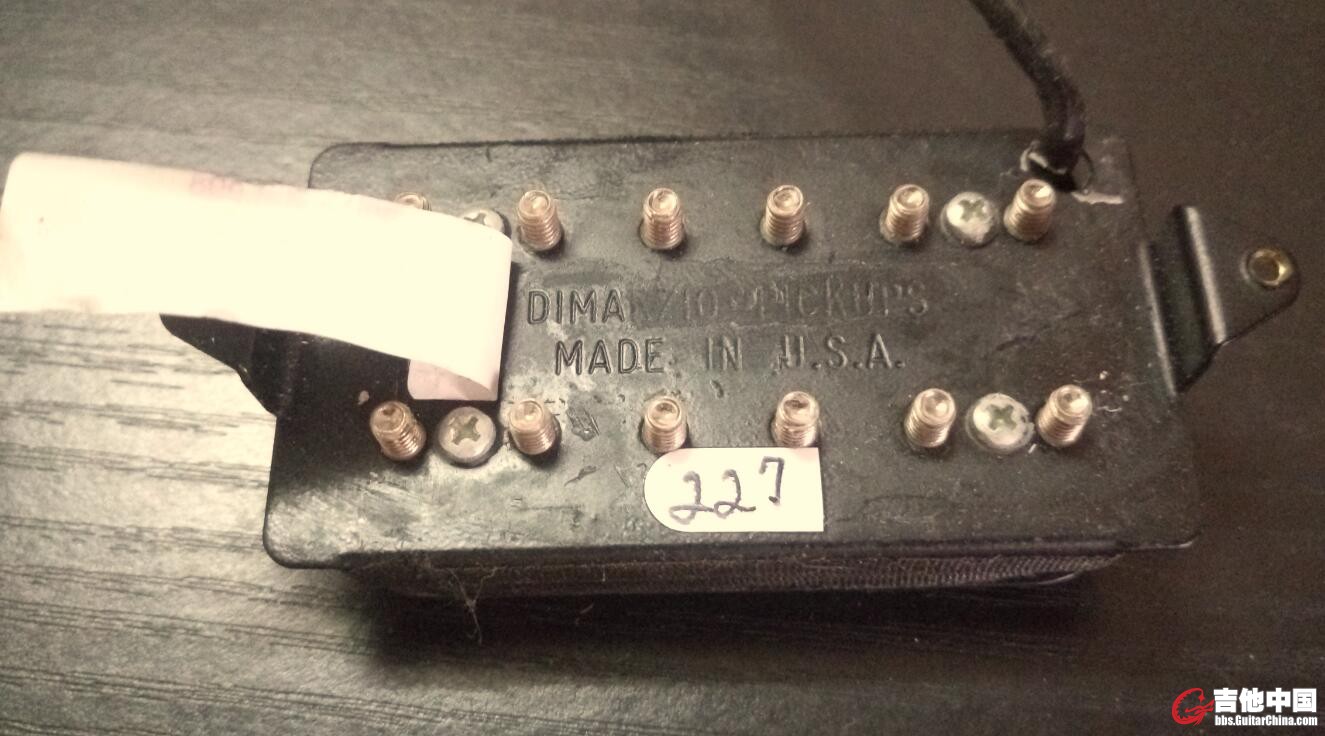 DIMARZIO PICKUPS
MADE IN U.S.A.
227
吉他中国
bbs.GuitarChina.com